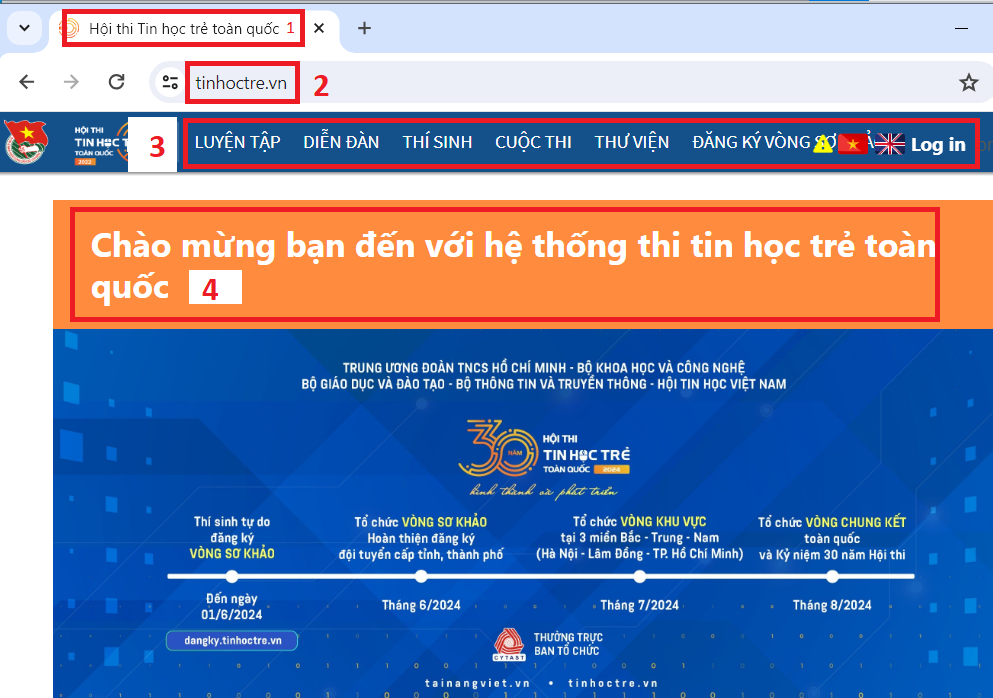 Hội thi Tin học trẻ toàn quốc 1
tinhoctre.vn 2
HỘI THI
TIN HỌC T
TOÀN QUỐC
2022
3
LUYỆN TẬP DIỄN ĐÀN THÍ SINH CUỘC THI THƯ VIỆN ĐĂNG KÝ VÒNG Log in
Chào mừng bạn đến với hệ thống thi tin học trẻ toàn
quốc 4
TRUNG ƯƠNG ĐOÀN TNCS HỒ CHÍ MINH - BỘ KHOA HỌC VÀ CÔNG NGHỆ
BỘ GIÁO DỤC VÀ ĐÀO TẠO - BỘ THÔNG TIN VÀ TRUYỀN THÔNG - HỘI TIN HỌC VIỆT NAM
30
NĂM
HỘI THI
TIN HỌC TRẺ
TOÀN QUỐC 2024
hình thành và phát triển
Thí sinh tự do
đăng ký
VÒNG SƠ KHẢO
Tổ chức VÒNG SƠ KHẢO
Hoàn thiện đăng ký
đội tuyển cấp tỉnh, thành phố
Tổ chức VÒNG KHU VỰC
tại 3 miền Bắc - Trung - Nam
(Hà Nội - Lâm Đồng - TP. Hồ Chí Minh)
Tổ chức VÒNG CHUNG KẾT
toàn quốc
và Kỷ niệm 30 năm Hội thi
Đến ngày
01/6/2024
Tháng 6/2024
Tháng 7/2024
Tháng 8/2024
dangky.tinhoctre.vn
CYTAST
THƯỜNG TRỰC
BAN TỔ CHỨC
tainangviet.vn • tinhoctre.vn